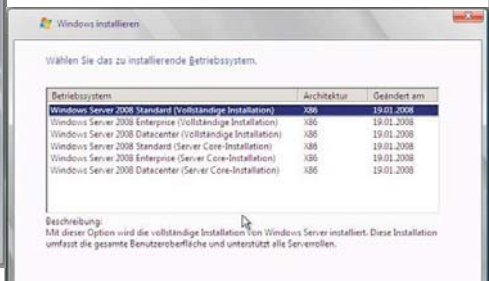 Windows installieren
Wählen Sie das zu installierende Betriebssystem.
Betriebssystem Architektur Geändert am
Windows Server 2008 Standard (Vollständige Installation) X86 19.01.2008
Windows Server 2008 Enterprise (Vollständige Installation) X86 19.01.2008
Windows Server 2008 Datacenter (Vollständige Installation) X86 19.01.2008
Windows Server 2008 Standard (Server Core-Installation) X86 19.01.2008
Windows Server 2008 Enterprise (Server Core-Installation) X86 19.01.2008
Windows Server 2008 Datacenter (Server Core-Installation) X86 19.01.2008
Beschreibung:
Mit dieser Option wird die vollständige Installation von Windows Server installiert. Diese Installation
umfasst die gesamte Benutzeroberfläche und unterstützt alle Serverrollen.